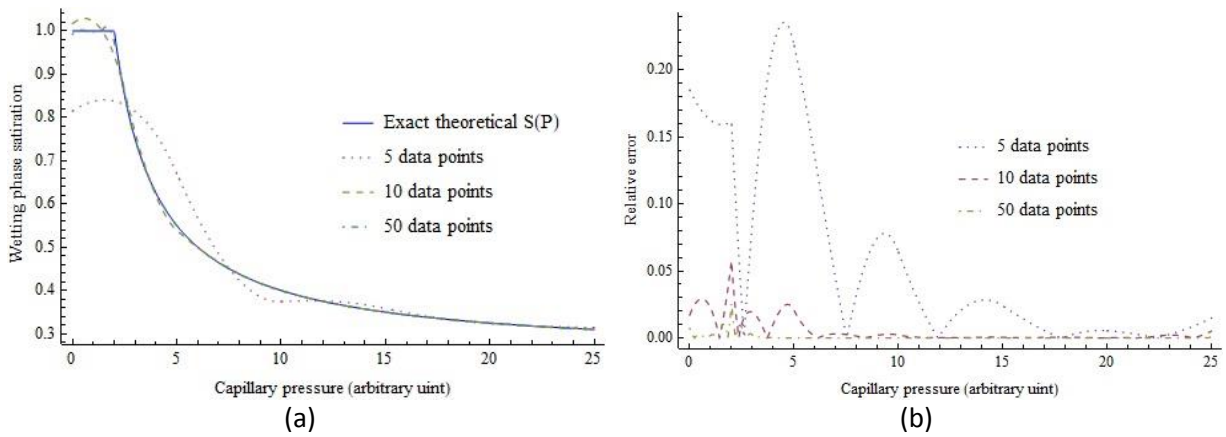 1.0
0.9
0.8
0.7
0.6
0.5
0.4
0.3
Wetting phase satiration
Exact theoretical S(P)
5 data points
10 data points
50 data points
0 5 10 15 20 25
Capillary pressure (arbitrary uint)
(a)
0.20
0.15
0.10
0.05
0.00
Relative error
5 data points
10 data points
50 data points
0 5 10 15 20 25
Capillary pressure (arbitrary uint)
(b)